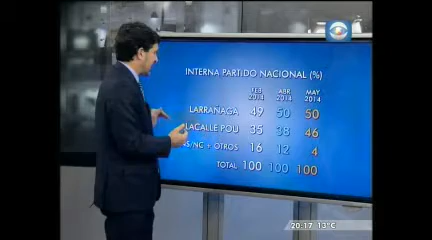 INTERNA PARTIDO NACIONAL (%)
FEB 2014 ABR 2014 MAY 2014
LARRAÑAGA 49 50 50
LACALLE POU 35 38 46
NS/NC + OTROS 16 12 4
TOTAL 100 100 100
20:17 13°C